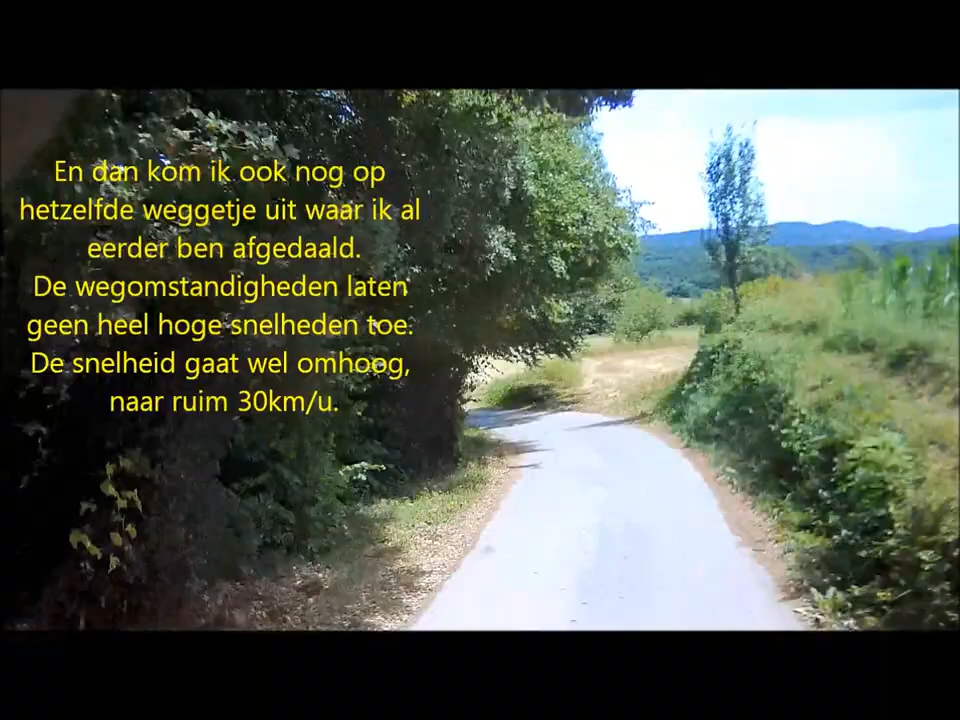 En dan kom ik ook nog op
hetzelfde weggetje uit waar ik al
eerder ben afgedaald.
De wegomstandigheden laten
geen heel hoge snelheden toe.
De snelheid gaat wel omhoog,
naar ruim 30km/u.